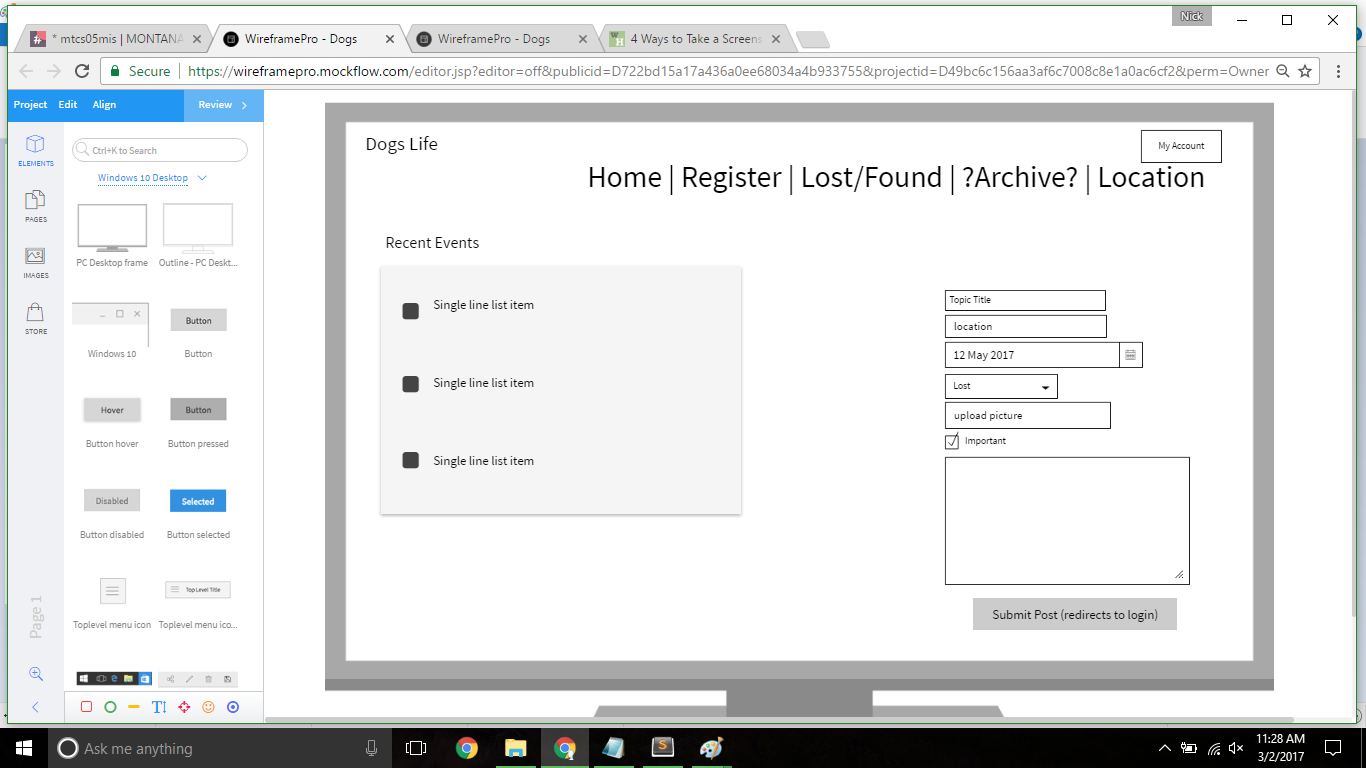 Nick
* mtcs05mis | MONTANA
WireframePro - Dogs
WireframePro - Dogs
4 Ways to Take a Screens
Secure
https://wireframepro.mockflow.com/editor.jsp?editor=off&publicid=D722bd15a17a436a0ee68034a4b933755&projectid=D49bc6c156aa3af6c7008c8e1a0ac6cf2&perm=Owner
Project Edit Align Review
ELEMENTS
PAGES
IMAGES
STORE
Page 1
Ctrl+K to Search
Windows 10 Desktop
PC Desktop frame
Outline - PC Deskt...
Windows 10
Button
Button
Hover
Button hover
Button
Button pressed
Disabled
Button disabled
Selected
Button selected
Toplevel menu icon
Top Level Title
Toplevel menu ico...
Dogs Life
My Account
Home | Register | Lost/Found | ?Archive? | Location
Recent Events
Single line list item
Single line list item
Single line list item
Topic Title
location
12 May 2017
Lost
upload picture
Important
Submit Post (redirects to login)
Ask me anything
11:28 AM
3/2/2017